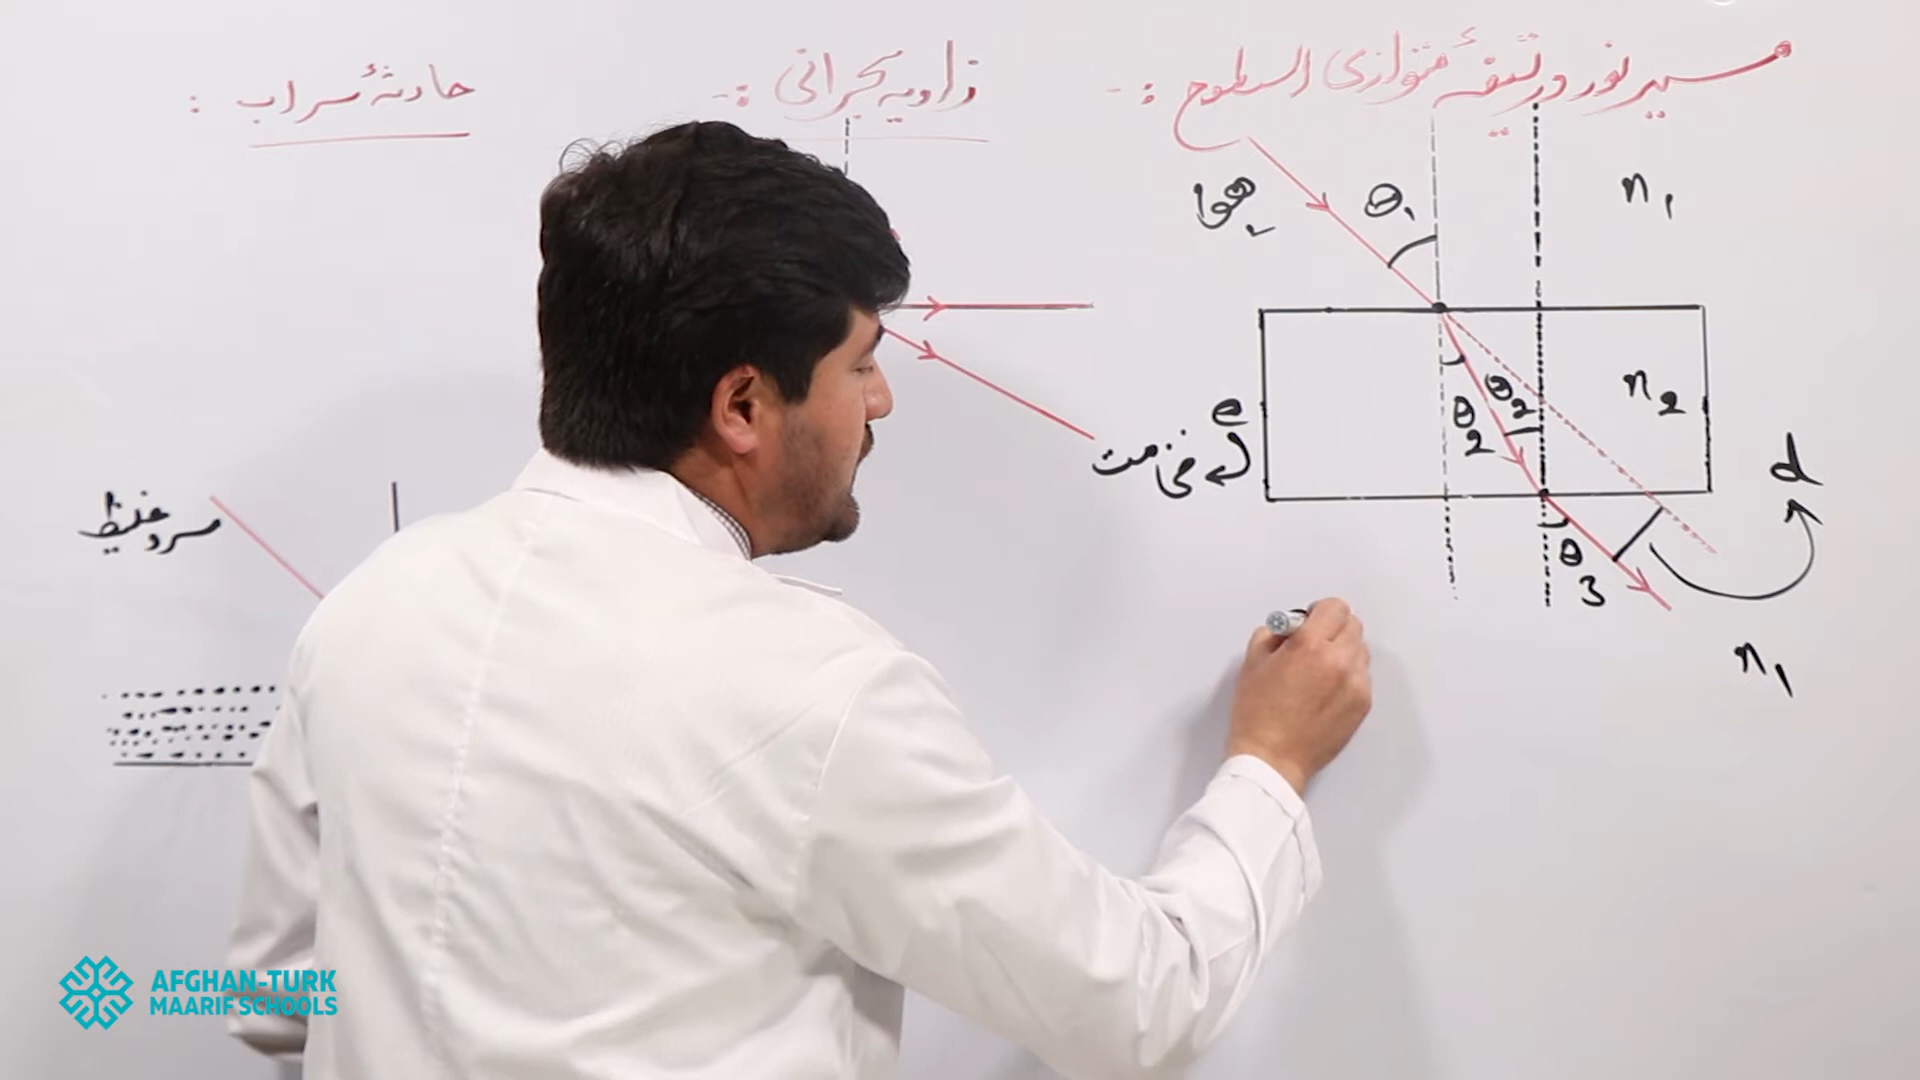 مسیر نور در تیغهٔ متوازی السطوح :-
زاویه بحرانی :-
حادثهٔ سراب :
هوا
θ₁
n₁
θ₂
θ₂
n₂
e
ضخامت
d
θ₃
n₁
سرد غلیظ
AFGHAN-TURK
MAARIF SCHOOLS